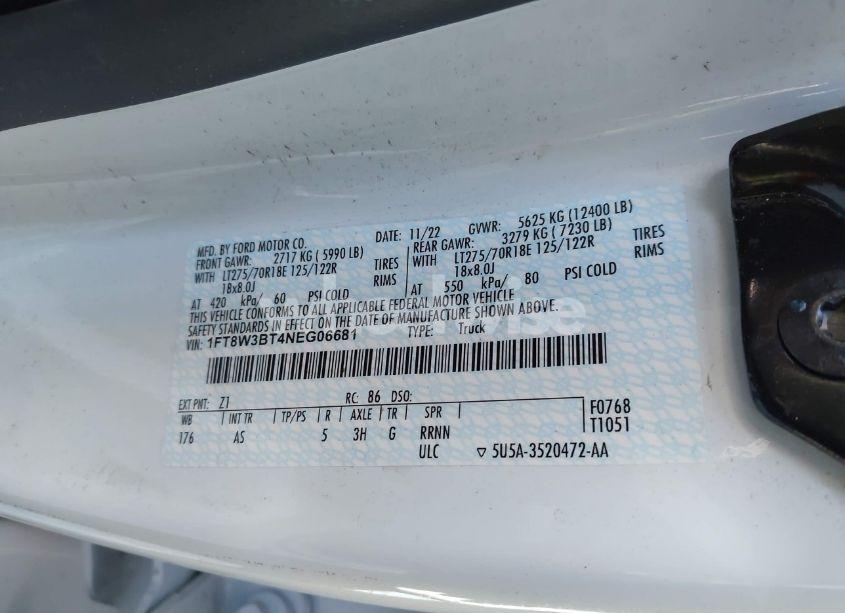 MFD. BY FORD MOTOR CO. DATE: 11/22 GVWR: 5625 KG (12400 LB)
FRONT GAWR: 2717 KG ( 5990 LB) REAR GAWR: 3279 KG ( 7230 LB)
WITH LT275/70R18E 125/122R TIRES WITH LT275/70R18E 125/122R TIRES
18x8.0J RIMS 18x8.0J RIMS
AT 420 kPa/ 60 PSI COLD AT 550 kPa/ 80 PSI COLD
THIS VEHICLE CONFORMS TO ALL APPLICABLE FEDERAL MOTOR VEHICLE
SAFETY STANDARDS IN EFFECT ON THE DATE OF MANUFACTURE SHOWN ABOVE.
VIN: 1FT8W3BT4NEG06681 TYPE: Truck
EXT PNT: Z1 RC: 86 DSO:
WB INT TR TP/PS R AXLE TR SPR F0768
176 AS 5 3H G RRNN T1051
ULC ▽ 5U5A-3520472-AA